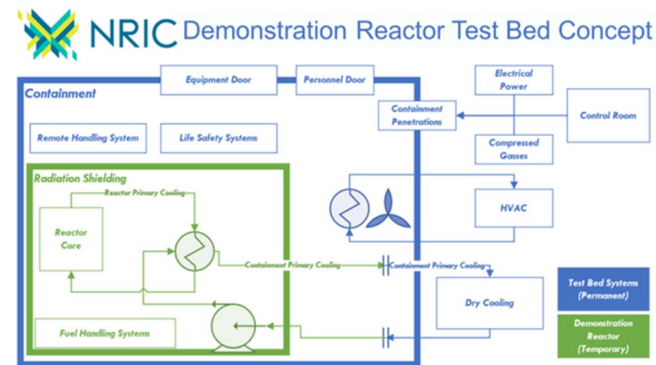 NRIC Demonstration Reactor Test Bed Concept
Equipment Door
Personnel Door
Electrical
Power
Containment
Containment
Penetrations
Control Room
Remote Handling System
Life Safety Systems
Compressed
Gasses
Radiation Shielding
Reactor Primary Cooling
HVAC
Reactor
Core
Containment Primary Cooling
Containment Primary Cooling
Dry Cooling
Test Bed Systems
(Permanent)
Fuel Handling Systems
Demonstration
Reactor
(Temporary)